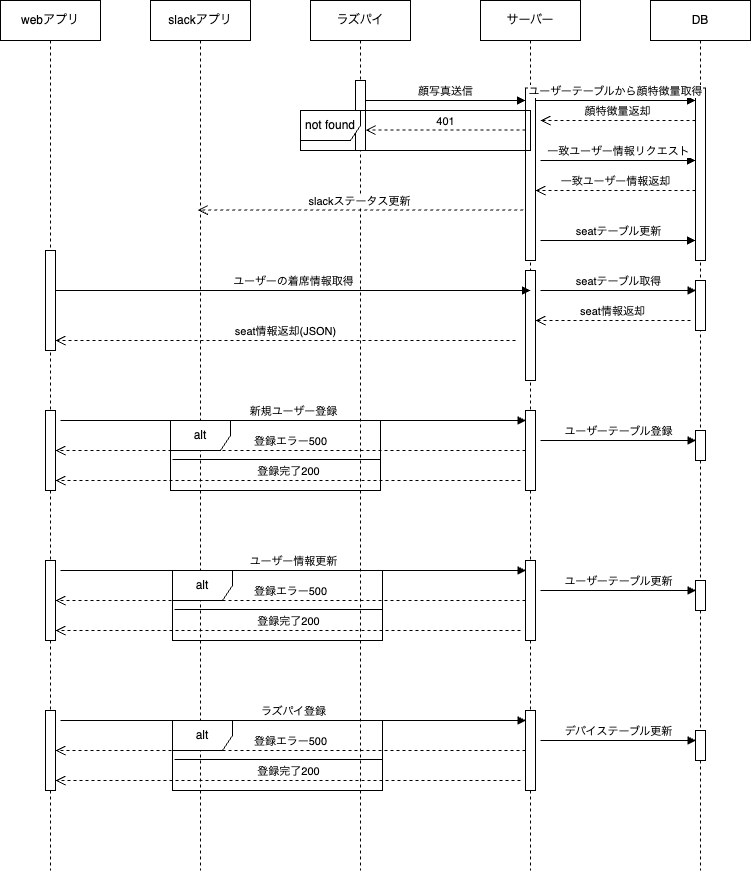 webアプリ
slackアプリ
ラズパイ
サーバー
DB
顔写真送信
ユーザーテーブルから顔特徴量取得
顔特徴量返却
not found
401
一致ユーザー情報リクエスト
一致ユーザー情報返却
slackステータス更新
seatテーブル更新
ユーザーの着席情報取得
seatテーブル取得
seat情報返却
seat情報返却(JSON)
新規ユーザー登録
alt
登録エラー500
ユーザーテーブル登録
登録完了200
ユーザー情報更新
alt
登録エラー500
ユーザーテーブル更新
登録完了200
ラズパイ登録
alt
登録エラー500
デバイステーブル更新
登録完了200